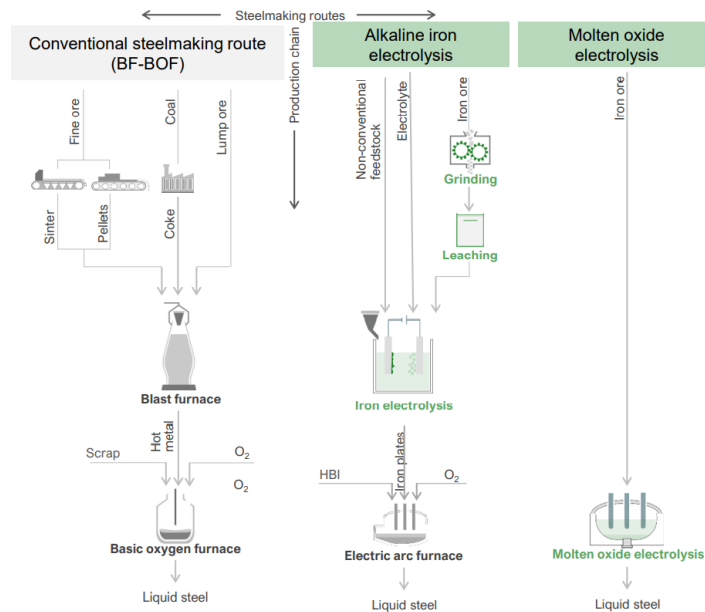 Steelmaking routes
Conventional steelmaking route
(BF-BOF)
Production chain
Alkaline iron
electrolysis
Molten oxide
electrolysis
Fine ore
Coal
Lump ore
Non-conventional
feedstock
Electrolyte
Iron ore
Iron ore
Grinding
Sinter
Pellets
Coke
Leaching
Blast furnace
Iron electrolysis
Hot
metal
Scrap
O2
O2
Iron plates
HBI
O2
Basic oxygen furnace
Electric arc furnace
Molten oxide electrolysis
Liquid steel
Liquid steel
Liquid steel